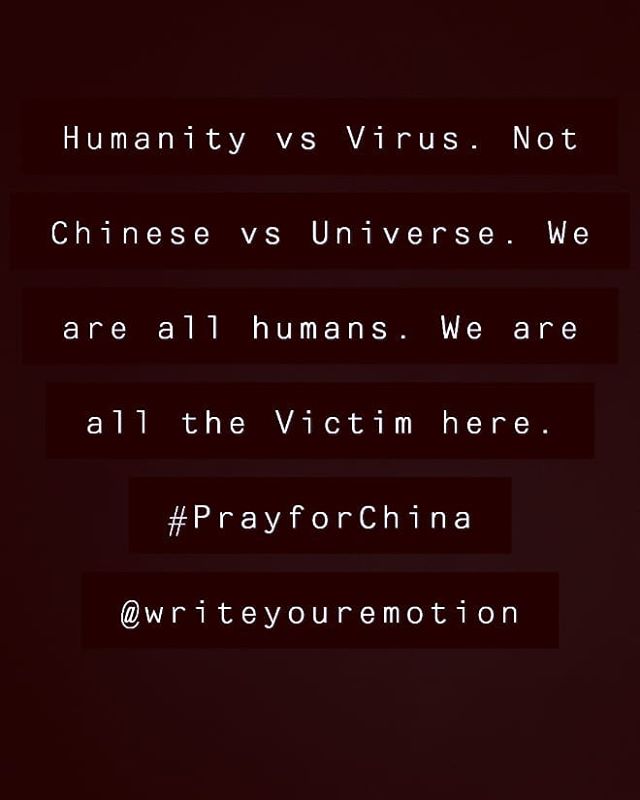 Humanity vs Virus. Not
Chinese vs Universe. We
are all humans. We are
all the Victim here.
#PrayforChina
@writeyouremotion